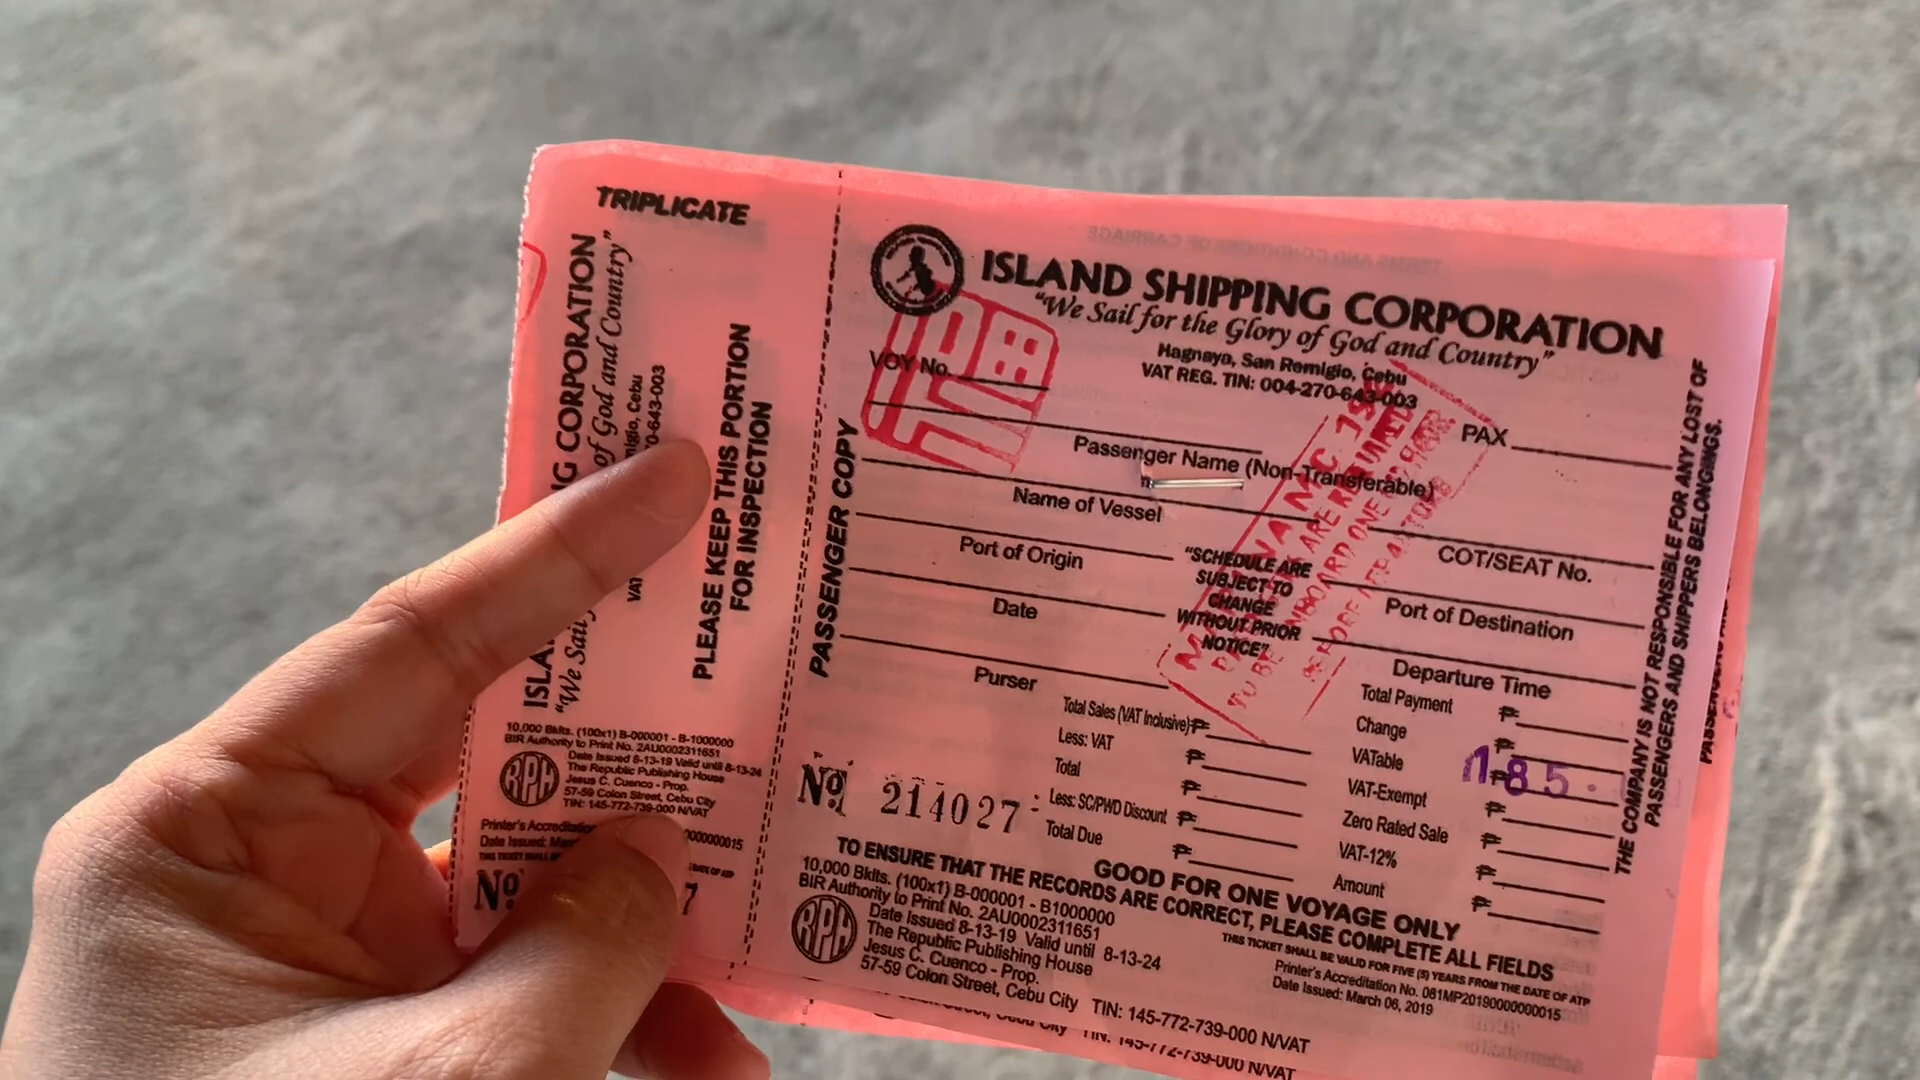 TRIPLICATE
CORPORATION
of God and Country"
"We Sail
PLEASE KEEP THIS PORTION
FOR INSPECTION
10,000 Bklts. (100x1) B-000001 - B-1000000
BIR Authority to Print No. 2AU0002311651
Date Issued 8-13-19 Valid until 8-13-24
The Republic Publishing House
Jesus C. Cuenco - Prop.
57-59 Colon Street, Cebu City
TIN: 145-772-739-000 N/VAT
RPH
Printer's
Date Issued:
No
7
ISLAND SHIPPING CORPORATION
"We Sail for the Glory of God and Country"
Hagnaya, San Remigio, Cebu
VAT REG. TIN: 004-270-643-003
VOY No.
PAX
PASSENGER COPY
Passenger Name (Non-Transferable)
Name of Vessel
COT/SEAT No.
Port of Origin
"SCHEDULE ARE
SUBJECT TO
CHANGE
WITHOUT PRIOR
NOTICE"
Port of Destination
Date
Departure Time
Purser
Total Sales (VAT Inclusive) ₱
Less: VAT ₱
Total ₱
Less: SC/PWD Discount ₱
Total Due ₱
Total Payment ₱
Change ₱
VATable ₱ 185.
VAT-Exempt ₱
Zero Rated Sale ₱
VAT-12% ₱
Amount ₱
No 214027
GOOD FOR ONE VOYAGE ONLY
TO ENSURE THAT THE RECORDS ARE CORRECT, PLEASE COMPLETE ALL FIELDS
THIS TICKET SHALL BE VALID FOR FIVE (5) YEARS FROM THE DATE OF ATP
10,000 Bklts. (100x1) B-000001 - B1000000
BIR Authority to Print No. 2AU0002311651
Date Issued 8-13-19 Valid until 8-13-24
The Republic Publishing House
Jesus C. Cuenco - Prop.
57-59 Colon Street, Cebu City TIN: 145-772-739-000 N/VAT
RPH
Printer's Accreditation No. 081MP20190000000015
Date Issued: March 06, 2019
THE COMPANY IS NOT RESPONSIBLE FOR ANY LOST OF
PASSENGERS AND SHIPPERS BELONGINGS.